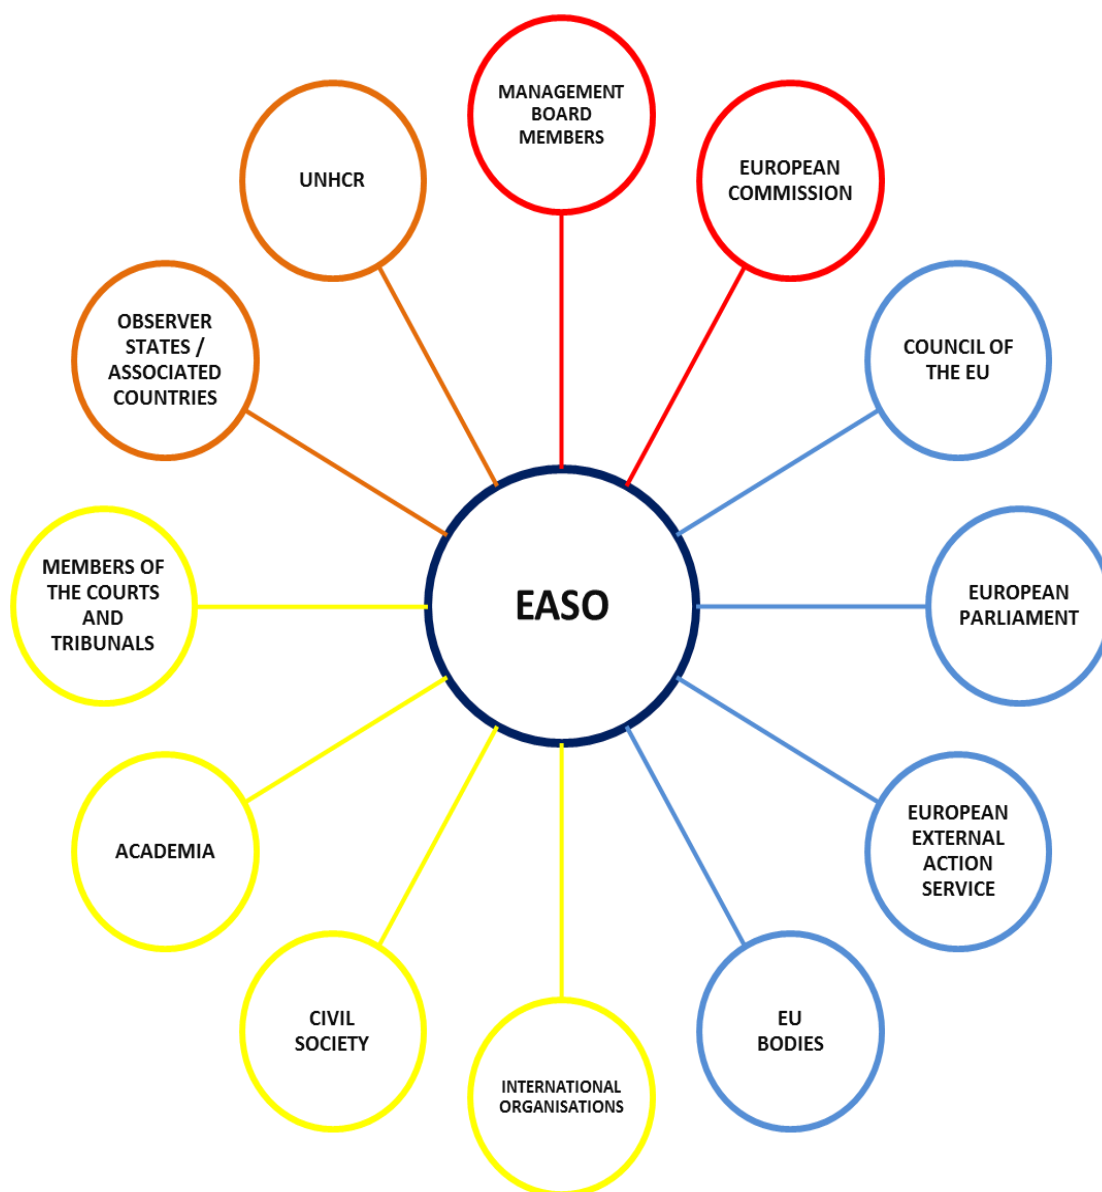 MANAGEMENT
BOARD
MEMBERS
EUROPEAN
COMMISSION
COUNCIL OF
THE EU
EUROPEAN
PARLIAMENT
EUROPEAN
EXTERNAL
ACTION
SERVICE
EU
BODIES
INTERNATIONAL
ORGANISATIONS
CIVIL
SOCIETY
ACADEMIA
MEMBERS OF
THE COURTS
AND
TRIBUNALS
OBSERVER
STATES /
ASSOCIATED
COUNTRIES
UNHCR
EASO